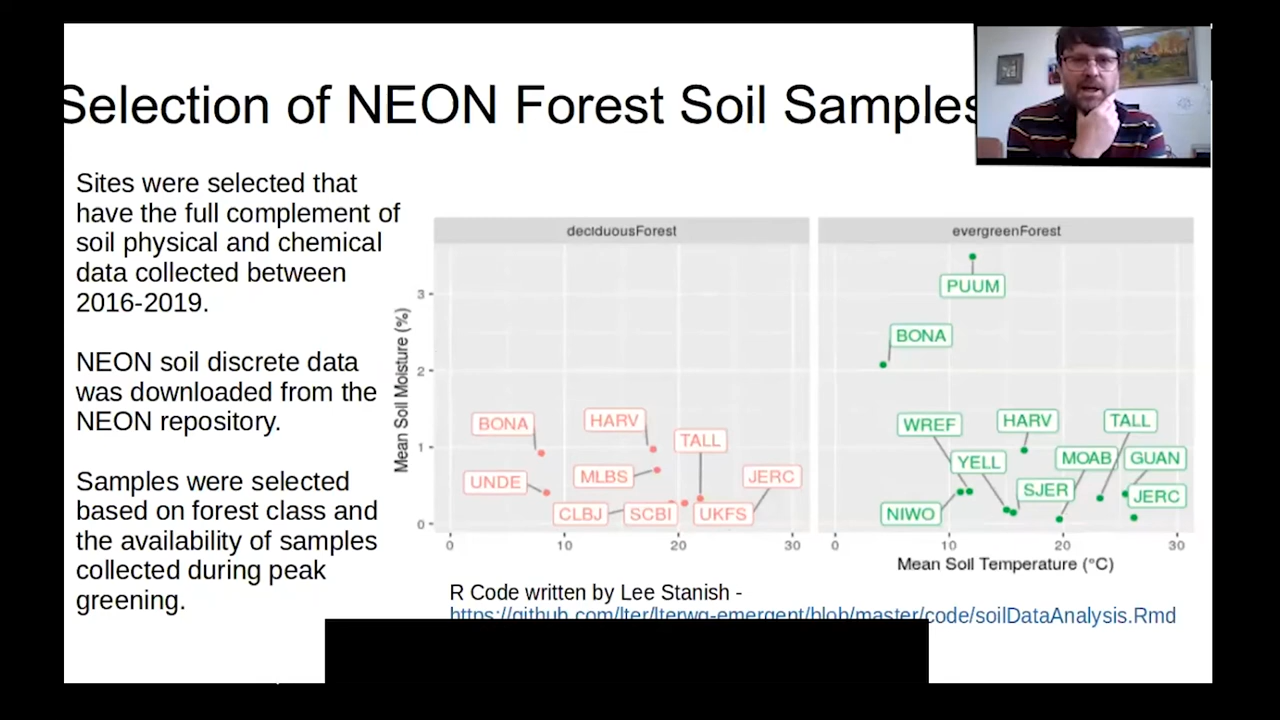 Selection of NEON Forest Soil Samples
Sites were selected that
have the full complement of
soil physical and chemical
data collected between
2016-2019.
NEON soil discrete data
was downloaded from the
NEON repository.
Samples were selected
based on forest class and
the availability of samples
collected during peak
greening.
deciduousForest
evergreenForest
Mean Soil Moisture (%)
3
2
1
0
BONA
HARV
TALL
UNDE
MLBS
JERC
CLBJ
SCBI
UKFS
PUUM
BONA
WREF
HARV
TALL
YELL
MOAB
GUAN
SJER
JERC
NIWO
0
10
20
30
0
10
20
30
Mean Soil Temperature (°C)
R Code written by Lee Stanish -
https://github.com/lter/lterwg-emergent/blob/master/code/soilDataAnalysis.Rmd